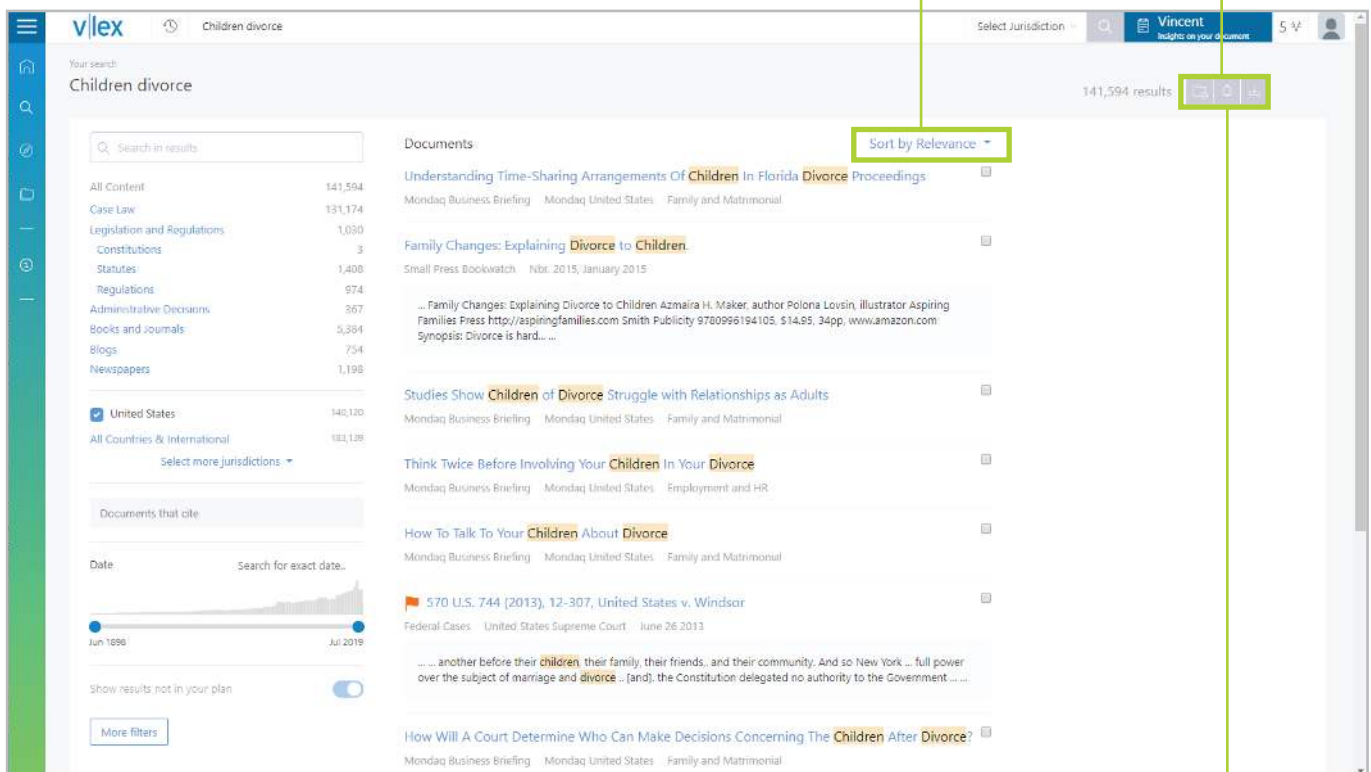 v|lex
Children divorce
Select Jurisdiction
Vincent
Insights on your document
5
Your search
Children divorce
141,594 results
Search in results
All Content 141,594
Case Law 131,174
Legislation and Regulations 1,030
Constitutions 3
Statutes 1,408
Regulations 974
Administrative Decisions 367
Books and Journals 5,384
Blogs 754
Newspapers 1,198
United States 140,120
All Countries & International 183,139
Select more jurisdictions
Documents that cite
Date Search for exact date..
Jun 1896 Jul 2019
Show results not in your plan
More filters
Documents Sort by Relevance
Understanding Time-Sharing Arrangements Of Children In Florida Divorce Proceedings
Mondaq Business Briefing Mondaq United States Family and Matrimonial
Family Changes: Explaining Divorce to Children.
Small Press Bookwatch Nbr. 2015, January 2015
... Family Changes: Explaining Divorce to Children Azmaira H. Maker, author Polona Lovsin, illustrator Aspiring
Families Press http://aspiringfamilies.com Smith Publicity 9780996194105, $14.95, 34pp, www.amazon.com
Synopsis: Divorce is hard... ...
Studies Show Children of Divorce Struggle with Relationships as Adults
Mondaq Business Briefing Mondaq United States Family and Matrimonial
Think Twice Before Involving Your Children In Your Divorce
Mondaq Business Briefing Mondaq United States Employment and HR
How To Talk To Your Children About Divorce
Mondaq Business Briefing Mondaq United States Family and Matrimonial
570 U.S. 744 (2013), 12-307, United States v. Windsor
Federal Cases United States Supreme Court June 26 2013
... ... another before their children, their family, their friends,. and their community. And so New York ... full power
over the subject of marriage and divorce .. [and]. the Constitution delegated no authority to the Government ... ...
How Will A Court Determine Who Can Make Decisions Concerning The Children After Divorce?
Mondaq Business Briefing Mondaq United States Family and Matrimonial